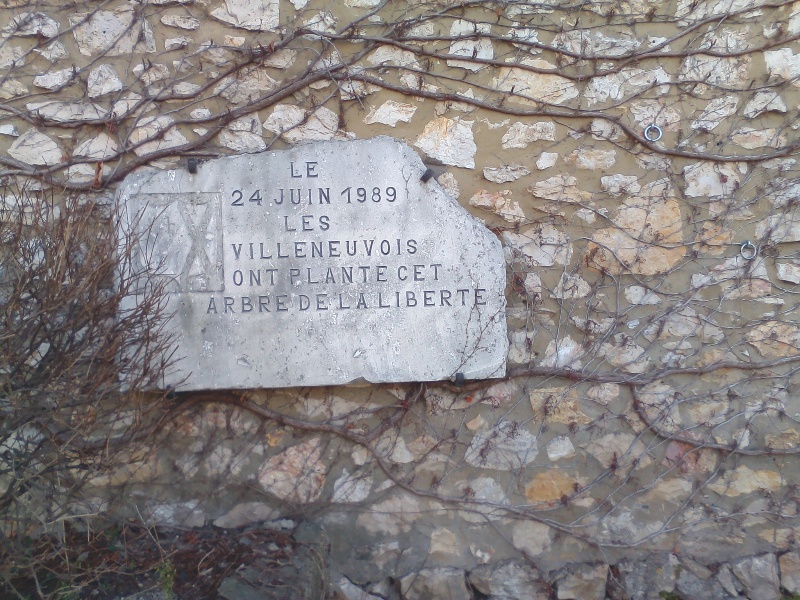 LE
24 JUIN 1989
LES
VILLENEUVOIS
ONT PLANTE CET
ARBRE DE LA LIBERTE